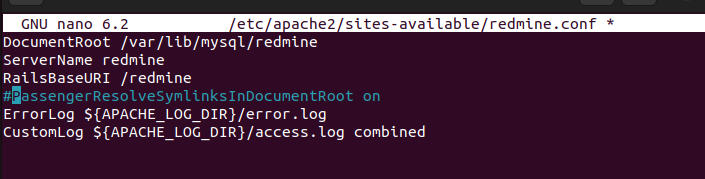 GNU nano 6.2 /etc/apache2/sites-available/redmine.conf *
DocumentRoot /var/lib/mysql/redmine
ServerName redmine
RailsBaseURI /redmine
#PassengerResolveSymlinksInDocumentRoot on
ErrorLog ${APACHE_LOG_DIR}/error.log
CustomLog ${APACHE_LOG_DIR}/access.log combined